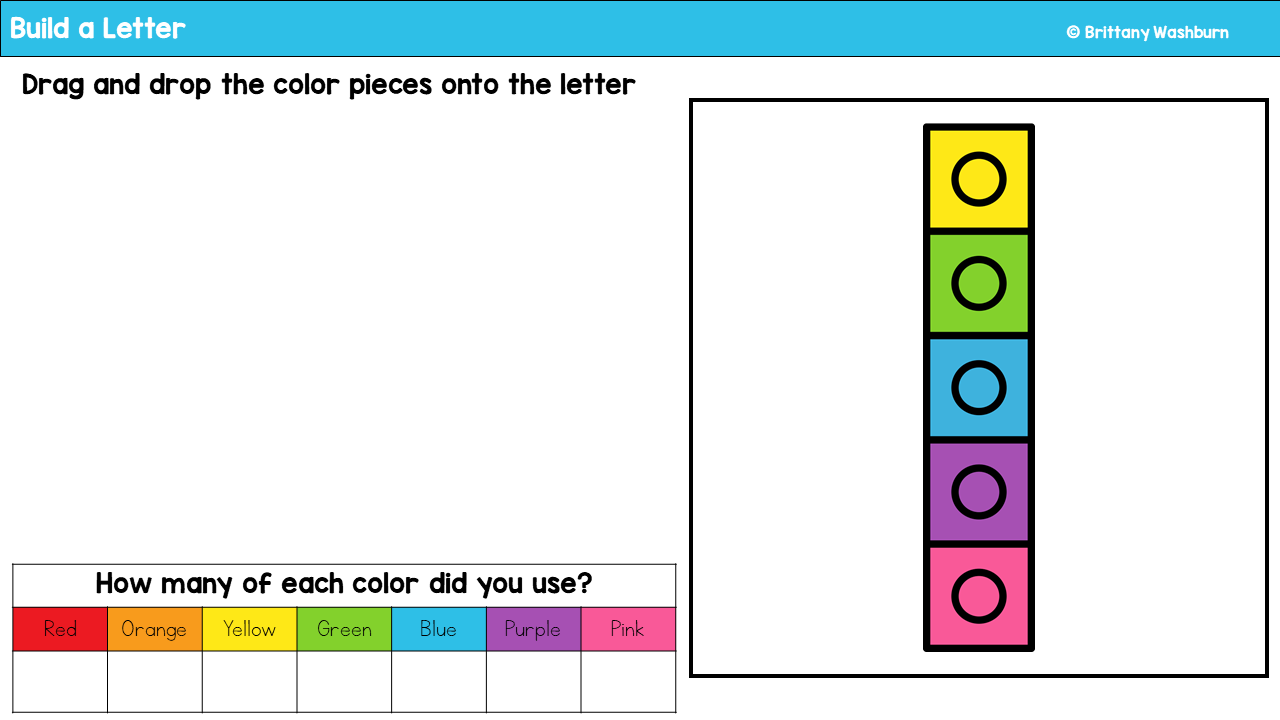 Build a Letter
© Brittany Washburn
Drag and drop the color pieces onto the letter
How many of each color did you use?
Red Orange Yellow Green Blue Purple Pink